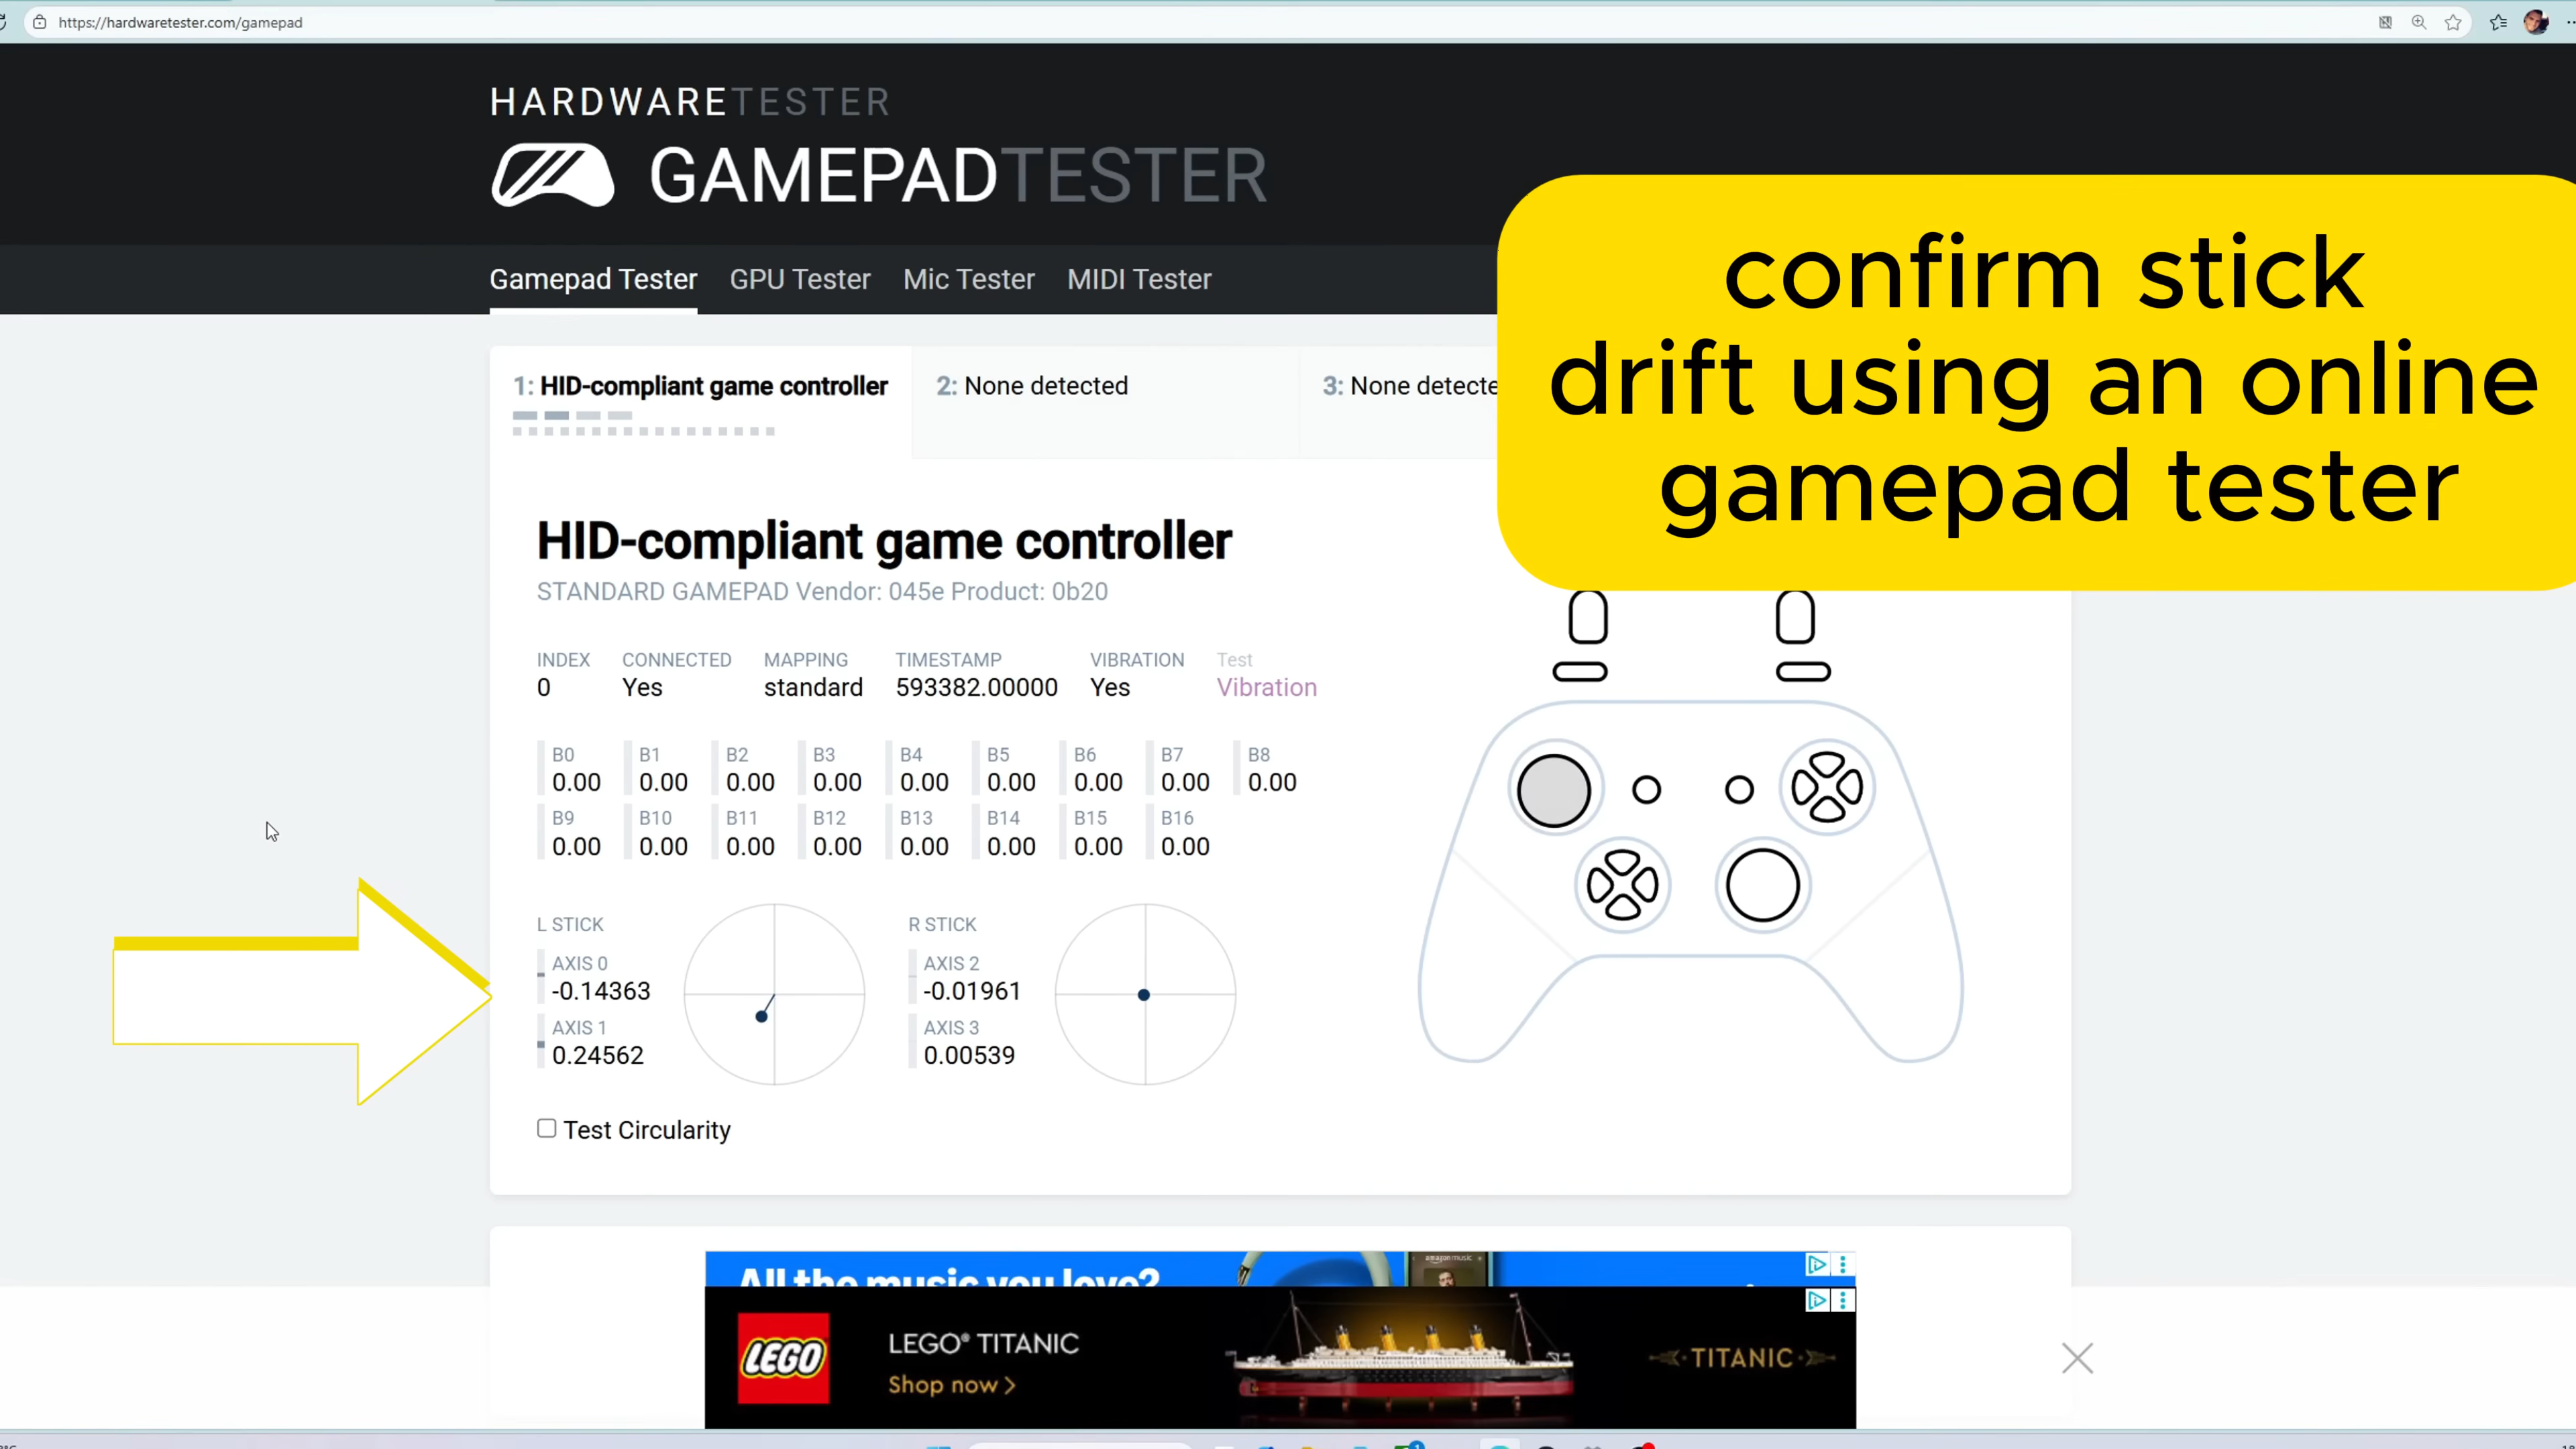 https://hardwaretester.com/gamepad
HARDWARETESTER
GAMEPADTESTER
Gamepad Tester GPU Tester Mic Tester MIDI Tester
confirm stick
drift using an online
gamepad tester
1: HID-compliant game controller
2: None detected
3: None detecte
HID-compliant game controller
STANDARD GAMEPAD Vendor: 045e Product: 0b20
INDEX CONNECTED MAPPING TIMESTAMP VIBRATION Test
0 Yes standard 593382.00000 Yes Vibration
B0 B1 B2 B3 B4 B5 B6 B7 B8
0.00 0.00 0.00 0.00 0.00 0.00 0.00 0.00 0.00
B9 B10 B11 B12 B13 B14 B15 B16
0.00 0.00 0.00 0.00 0.00 0.00 0.00 0.00
L STICK
AXIS 0
-0.14363
AXIS 1
0.24562
R STICK
AXIS 2
-0.01961
AXIS 3
0.00539
Test Circularity
All the music you love?
amazon music
LEGO
LEGO® TITANIC
Shop now >
TITANIC